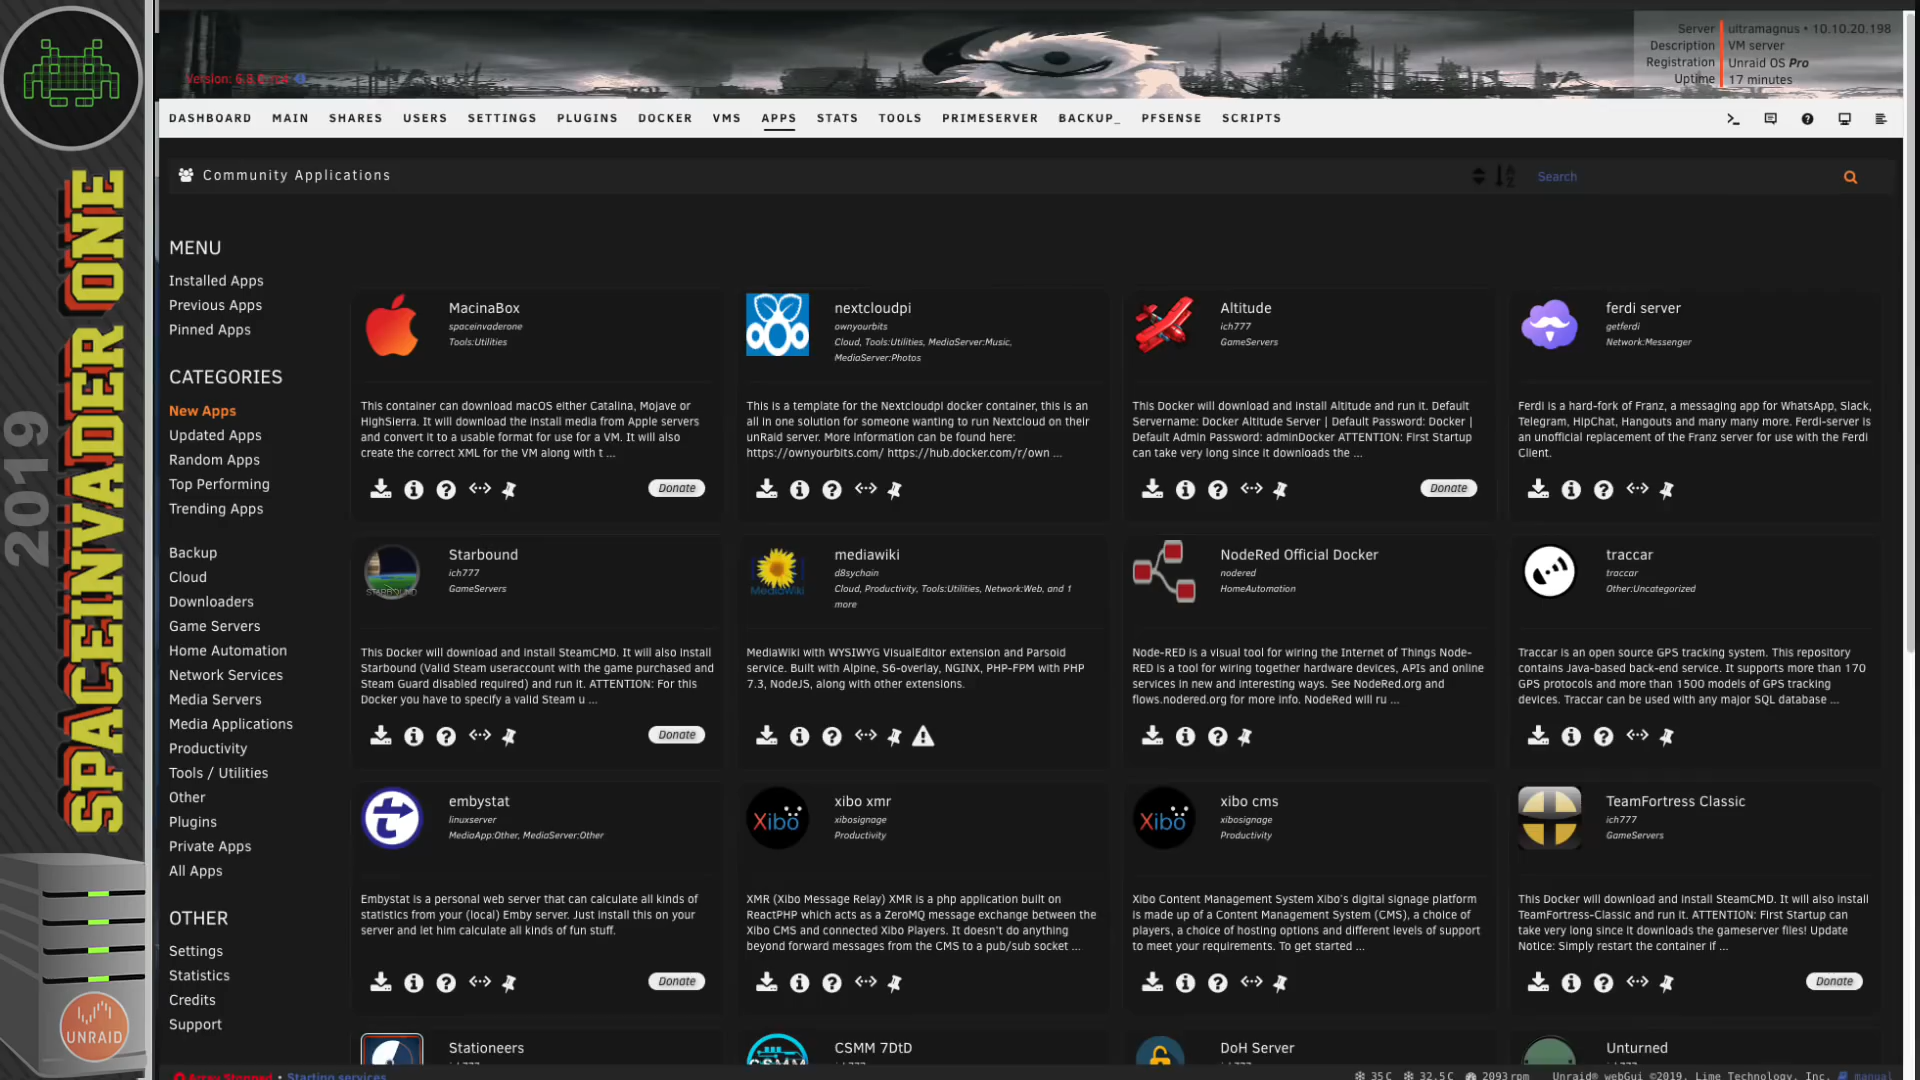 2019
SPACEINVADER ONE
UNRAID
Server ultramagnus • 10.10.20.198
Description VM server
Registration Unraid OS Pro
Uptime 17 minutes
DASHBOARD MAIN SHARES USERS SETTINGS PLUGINS DOCKER VMS APPS STATS TOOLS PRIMESERVER BACKUP_ PFSENSE SCRIPTS
Community Applications
Search
MENU
Installed Apps
Previous Apps
Pinned Apps
CATEGORIES
New Apps
Updated Apps
Random Apps
Top Performing
Trending Apps
Backup
Cloud
Downloaders
Game Servers
Home Automation
Network Services
Media Servers
Media Applications
Productivity
Tools / Utilities
Other
Plugins
Private Apps
All Apps
OTHER
Settings
Statistics
Credits
Support
MacinaBox
spaceinvaderone
Tools:Utilities
This container can download macOS either Catalina, Mojave or
HighSierra. It will download the install media from Apple servers
and convert it to a usable format for use for a VM. It will also
create the correct XML for the VM along with t ...
Donate
nextcloudpi
ownyourbits
Cloud, Tools:Utilities, MediaServer:Music,
MediaServer:Photos
This is a template for the Nextcloudpi docker container, this is an
all in one solution for someone wanting to run Nextcloud on their
unRaid server. More information can be found here:
https://ownyourbits.com/ https://hub.docker.com/r/own ...
Altitude
ich777
GameServers
This Docker will download and install Altitude and run it. Default
Servername: Docker Altitude Server | Default Password: Docker |
Default Admin Password: adminDocker ATTENTION: First Startup
can take very long since it downloads the ...
Donate
ferdi server
getferdi
Network:Messenger
Ferdi is a hard-fork of Franz, a messaging app for WhatsApp, Slack,
Telegram, HipChat, Hangouts and many many more. Ferdi-server is
an unofficial replacement of the Franz server for use with the Ferdi
Client.
Starbound
ich777
GameServers
This Docker will download and install SteamCMD. It will also install
Starbound (Valid Steam useraccount with the game purchased and
Steam Guard disabled required) and run it. ATTENTION: For this
Docker you have to specify a valid Steam u ...
Donate
MediaWiki
mediawiki
d8sychain
Cloud, Productivity, Tools:Utilities, Network:Web, and 1
more
MediaWiki with WYSIWYG VisualEditor extension and Parsoid
service. Built with Alpine, S6-overlay, NGINX, PHP-FPM with PHP
7.3, NodeJS, along with other extensions.
NodeRed Official Docker
nodered
HomeAutomation
Node-RED is a visual tool for wiring the Internet of Things Node-
RED is a tool for wiring together hardware devices, APIs and online
services in new and interesting ways. See NodeRed.org and
flows.nodered.org for more info. NodeRed will ru ...
traccar
traccar
Other:Uncategorized
Traccar is an open source GPS tracking system. This repository
contains Java-based back-end service. It supports more than 170
GPS protocols and more than 1500 models of GPS tracking
devices. Traccar can be used with any major SQL database ...
embystat
linuxserver
MediaApp:Other, MediaServer:Other
Embystat is a personal web server that can calculate all kinds of
statistics from your (local) Emby server. Just install this on your
server and let him calculate all kinds of fun stuff.
Donate
Xibo
xibo xmr
xibosignage
Productivity
XMR (Xibo Message Relay) XMR is a php application built on
ReactPHP which acts as a ZeroMQ message exchange between the
Xibo CMS and connected Xibo Players. It doesn't do anything
beyond forward messages from the CMS to a pub/sub socket ...
Xibo
xibo cms
xibosignage
Productivity
Xibo Content Management System Xibo's digital signage platform
is made up of a Content Management System (CMS), a choice of
players, a choice of hosting options and different levels of support
to meet your requirements. To get started ...
TeamFortress Classic
ich777
GameServers
This Docker will download and install SteamCMD. It will also install
TeamFortress-Classic and run it. ATTENTION: First Startup can
take very long since it downloads the gameserver files! Update
Notice: Simply restart the container if ...
Donate
Stationeers
CSMM 7DtD
DoH Server
Unturned
Array Stopped • Starting services
35 C 32.5 C 2093 rpm Unraid® webGui ©2019, Lime Technology, Inc. manual